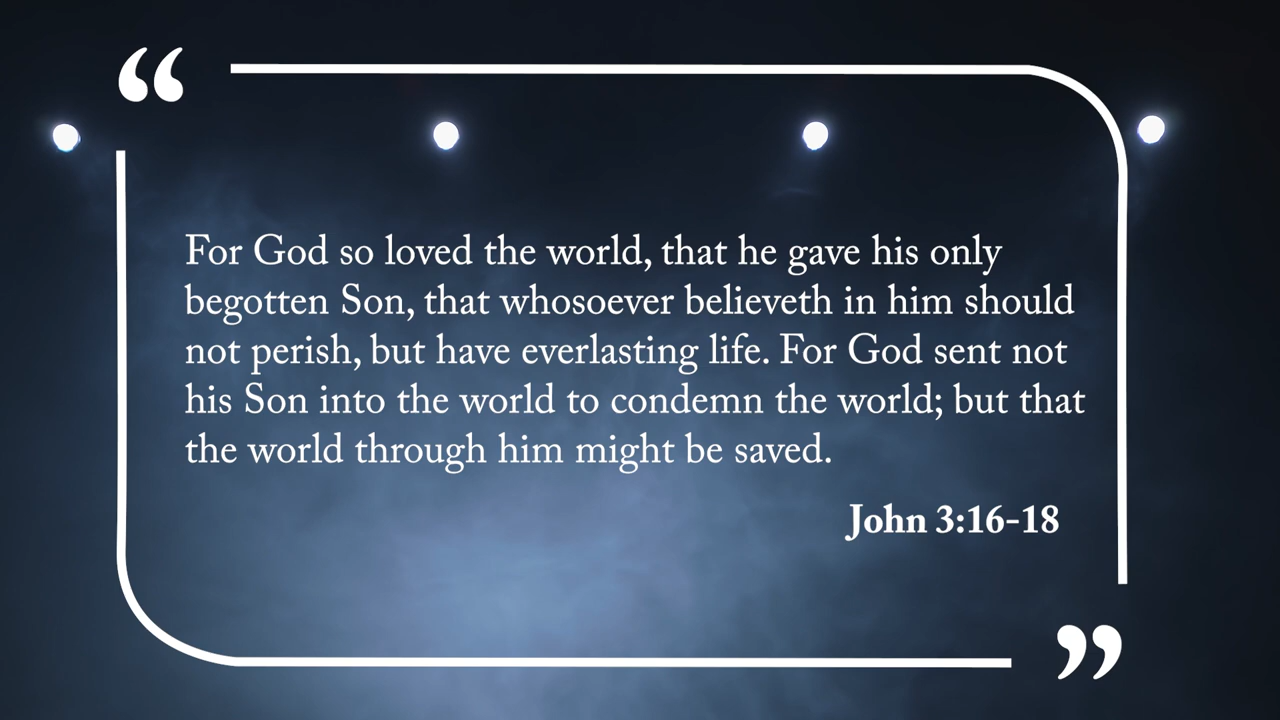 “
For God so loved the world, that he gave his only
begotten Son, that whosoever believeth in him should
not perish, but have everlasting life. For God sent not
his Son into the world to condemn the world; but that
the world through him might be saved.
John 3:16-18
”